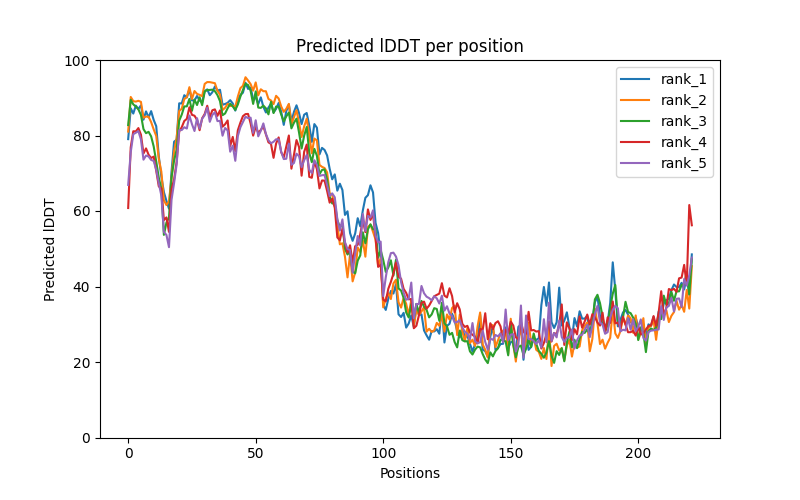 Predicted lDDT per position
Predicted lDDT
100
80
60
40
20
0
0
50
100
150
200
Positions
rank_1
rank_2
rank_3
rank_4
rank_5